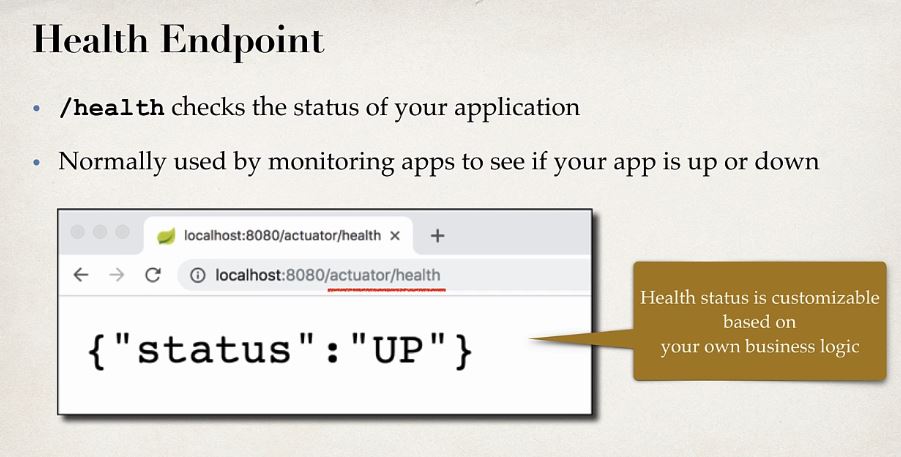 Health Endpoint
• /health checks the status of your application
• Normally used by monitoring apps to see if your app is up or down
localhost:8080/actuator/health
localhost:8080/actuator/health
{"status":"UP"}
Health status is customizable
based on
your own business logic